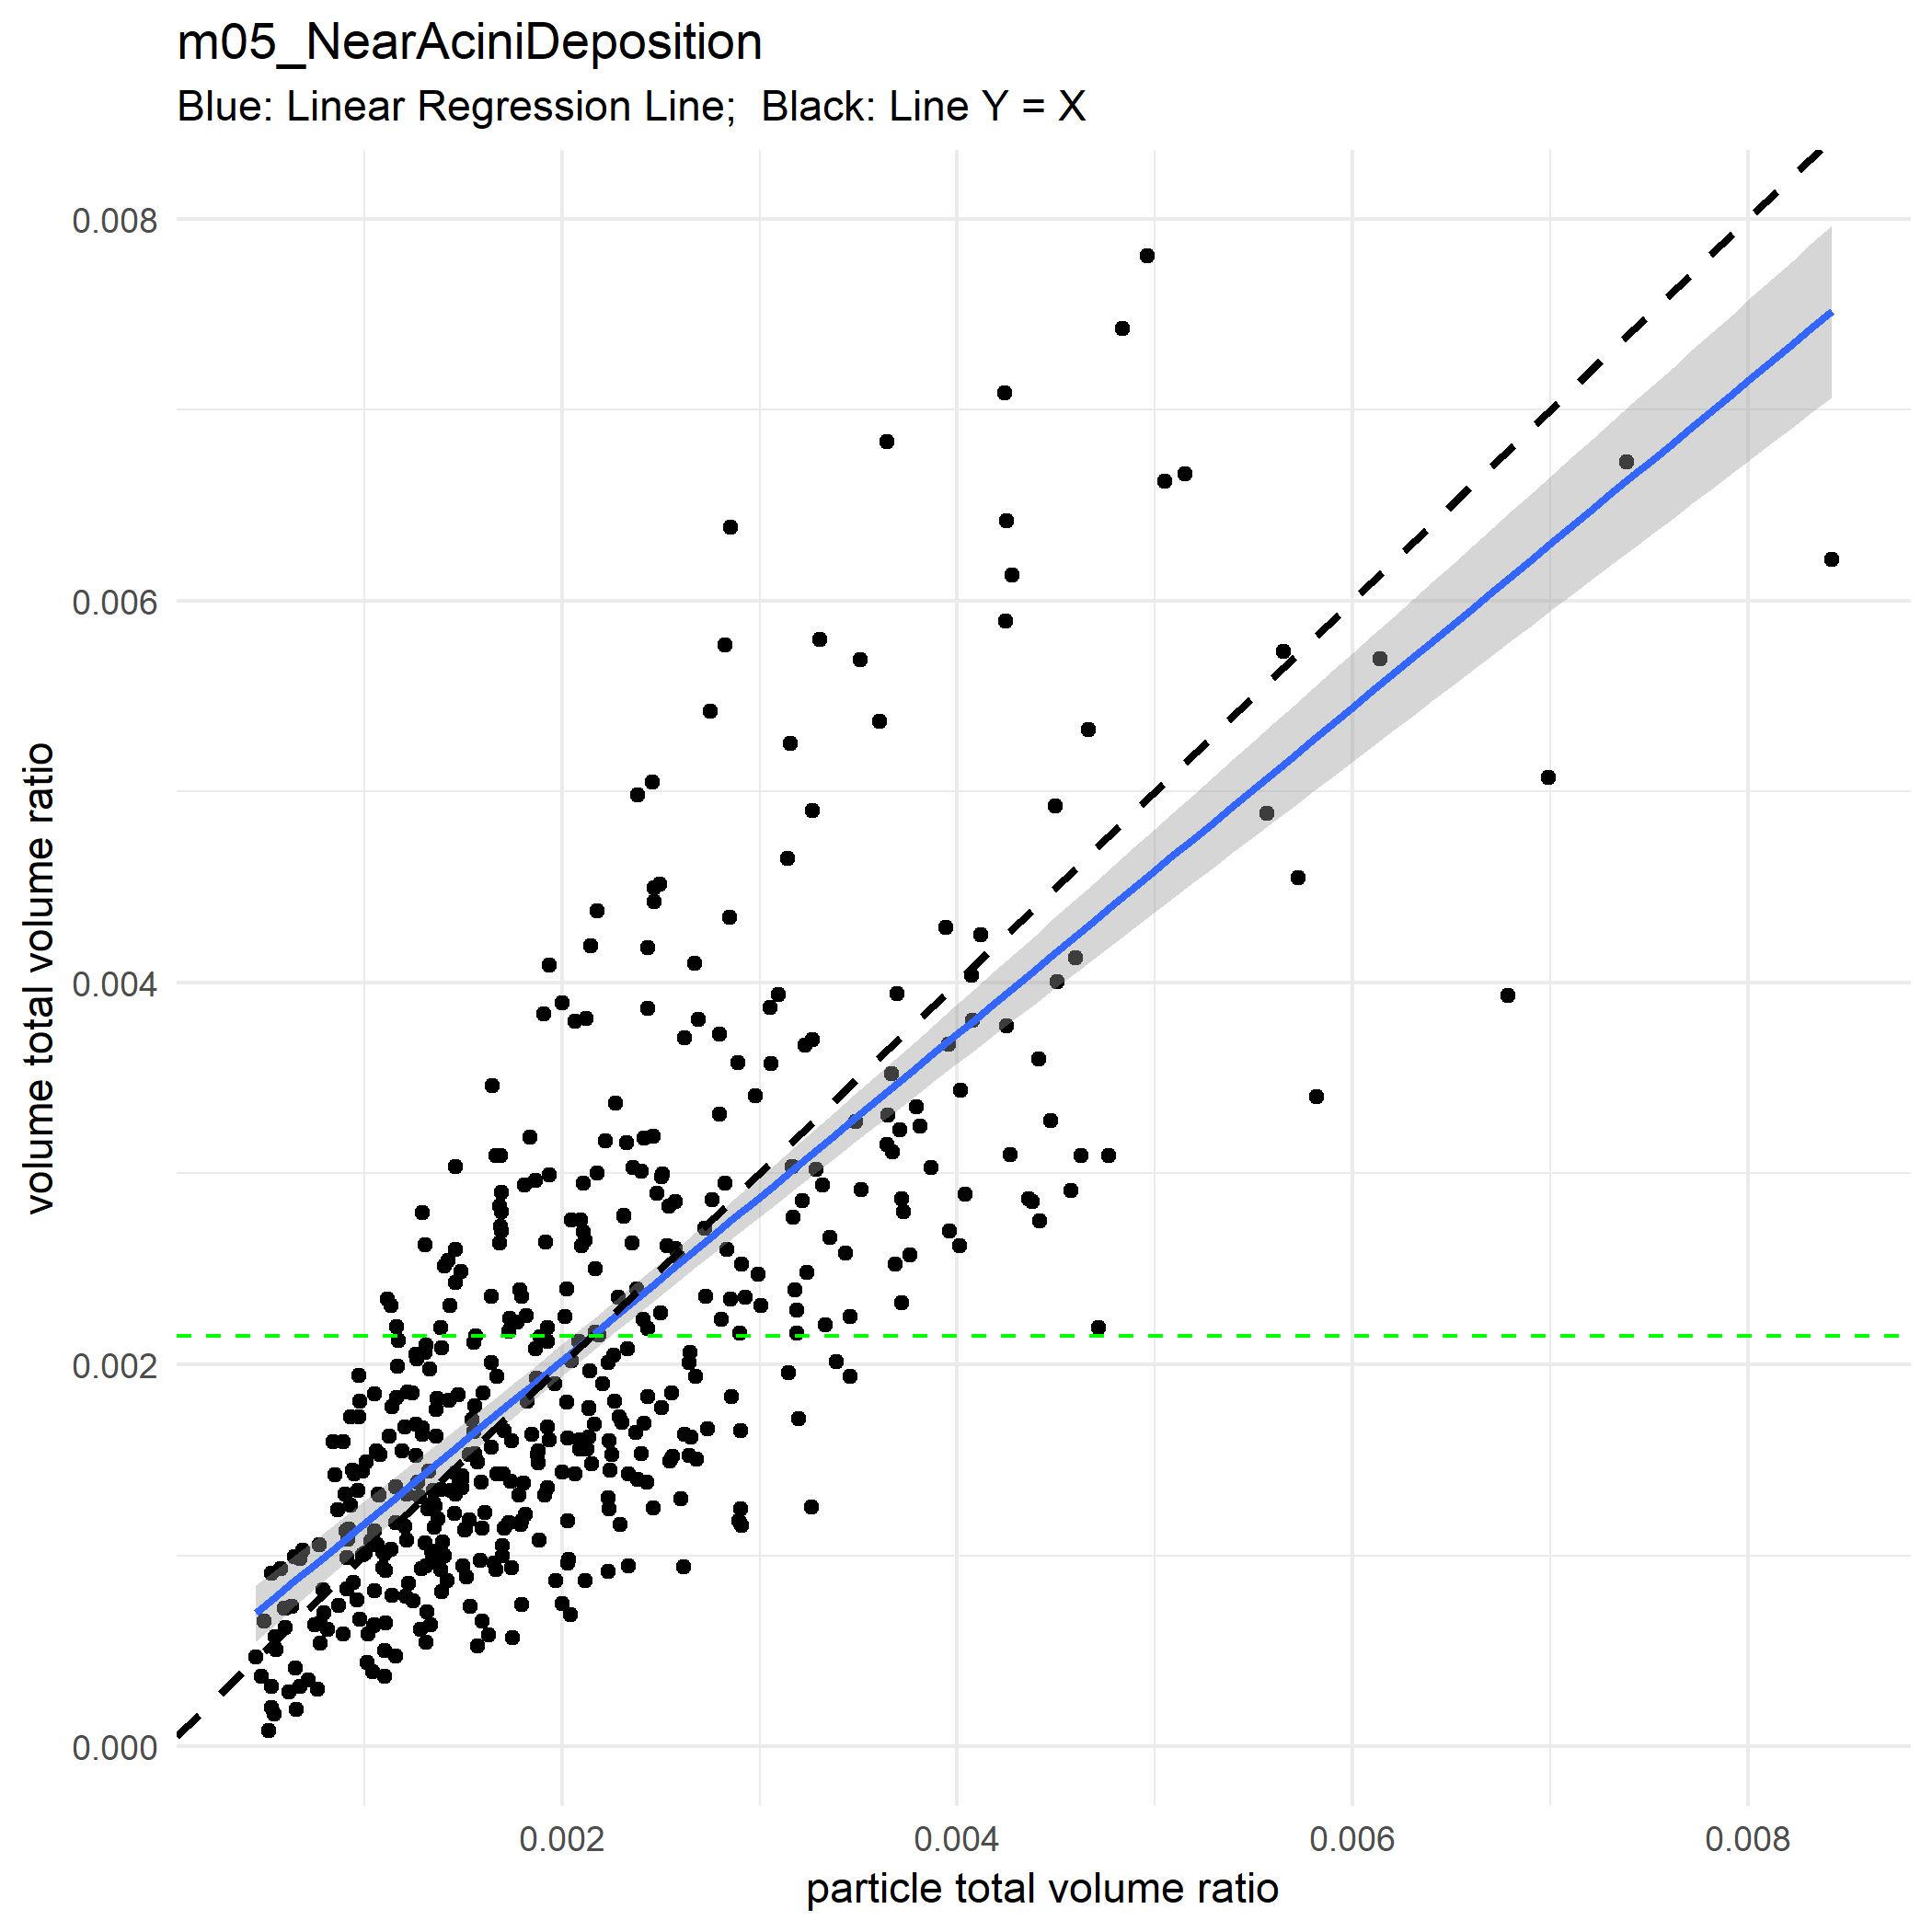 m05_NearAciniDeposition
Blue: Linear Regression Line;  Black: Line Y = X
volume total volume ratio
0.008
0.006
0.004
0.002
0.000
0.002
0.004
0.006
0.008
particle total volume ratio